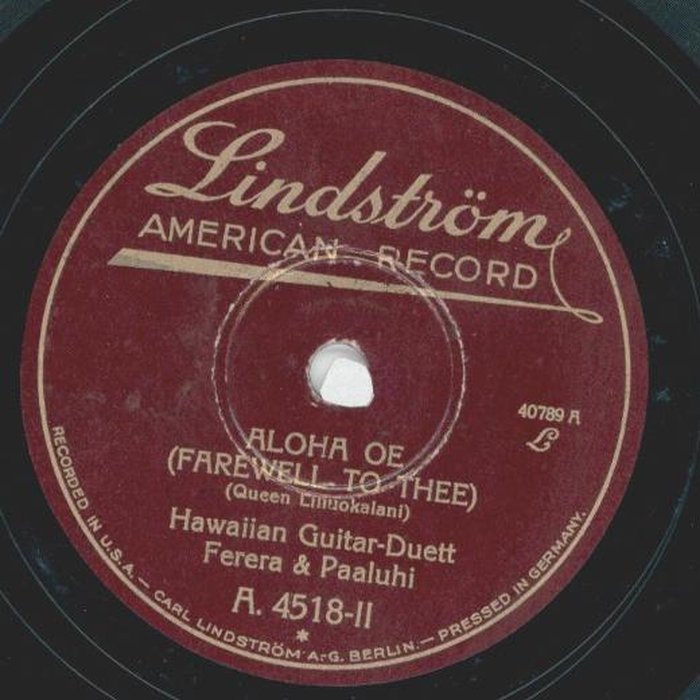 Lindström
AMERICAN RECORD
40789 A
L
ALOHA OE
(FAREWELL TO THEE)
(Queen Liliuokalani)
Hawaiian Guitar-Duett
Ferera & Paaluhi
A. 4518-II
*
RECORDED IN U.S.A. — CARL LINDSTRÖM A.-G. BERLIN. — PRESSED IN GERMANY.